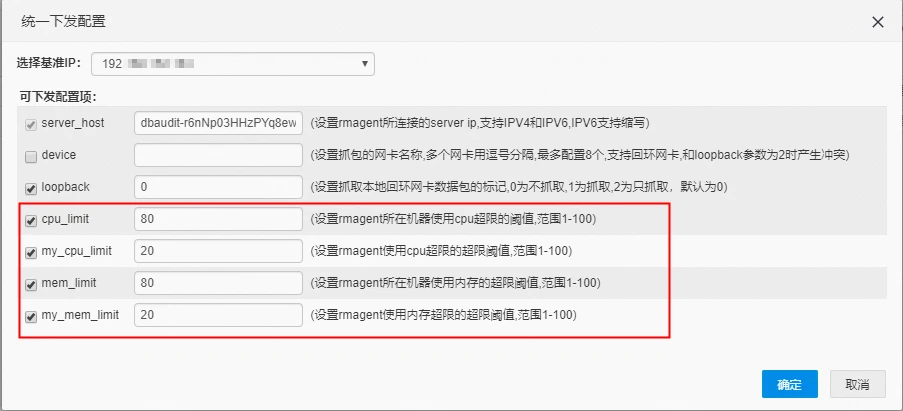 统一下发配置
选择基准IP： 192
可下发配置项：
server_host dbaudit-r6nNp03HHzPYq8ew (设置rmagent所连接的server ip,支持IPV4和IPV6,IPV6支持缩写)
device (设置抓包的网卡名称,多个网卡用逗号分隔,最多配置8个,支持回环网卡,和loopback参数为2时产生冲突)
loopback 0 (设置抓取本地回环网卡数据包的标记,0为不抓取,1为抓取,2为只抓取，默认为0)
cpu_limit 80 (设置rmagent所在机器使用cpu超限的阈值,范围1-100)
my_cpu_limit 20 (设置rmagent使用cpu超限的超限阈值,范围1-100)
mem_limit 80 (设置rmagent所在机器使用内存的超限阈值,范围1-100)
my_mem_limit 20 (设置rmagent使用内存超限的超限阈值,范围1-100)
确定 取消